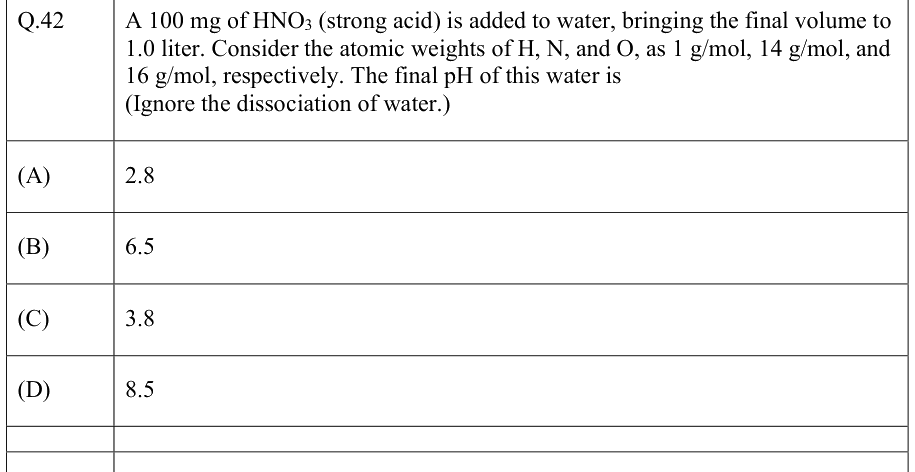 Q.42 A 100 mg of HNO₃ (strong acid) is added to water, bringing the final volume to
1.0 liter. Consider the atomic weights of H, N, and O, as 1 g/mol, 14 g/mol, and
16 g/mol, respectively. The final pH of this water is
(Ignore the dissociation of water.)
(A) 2.8
(B) 6.5
(C) 3.8
(D) 8.5